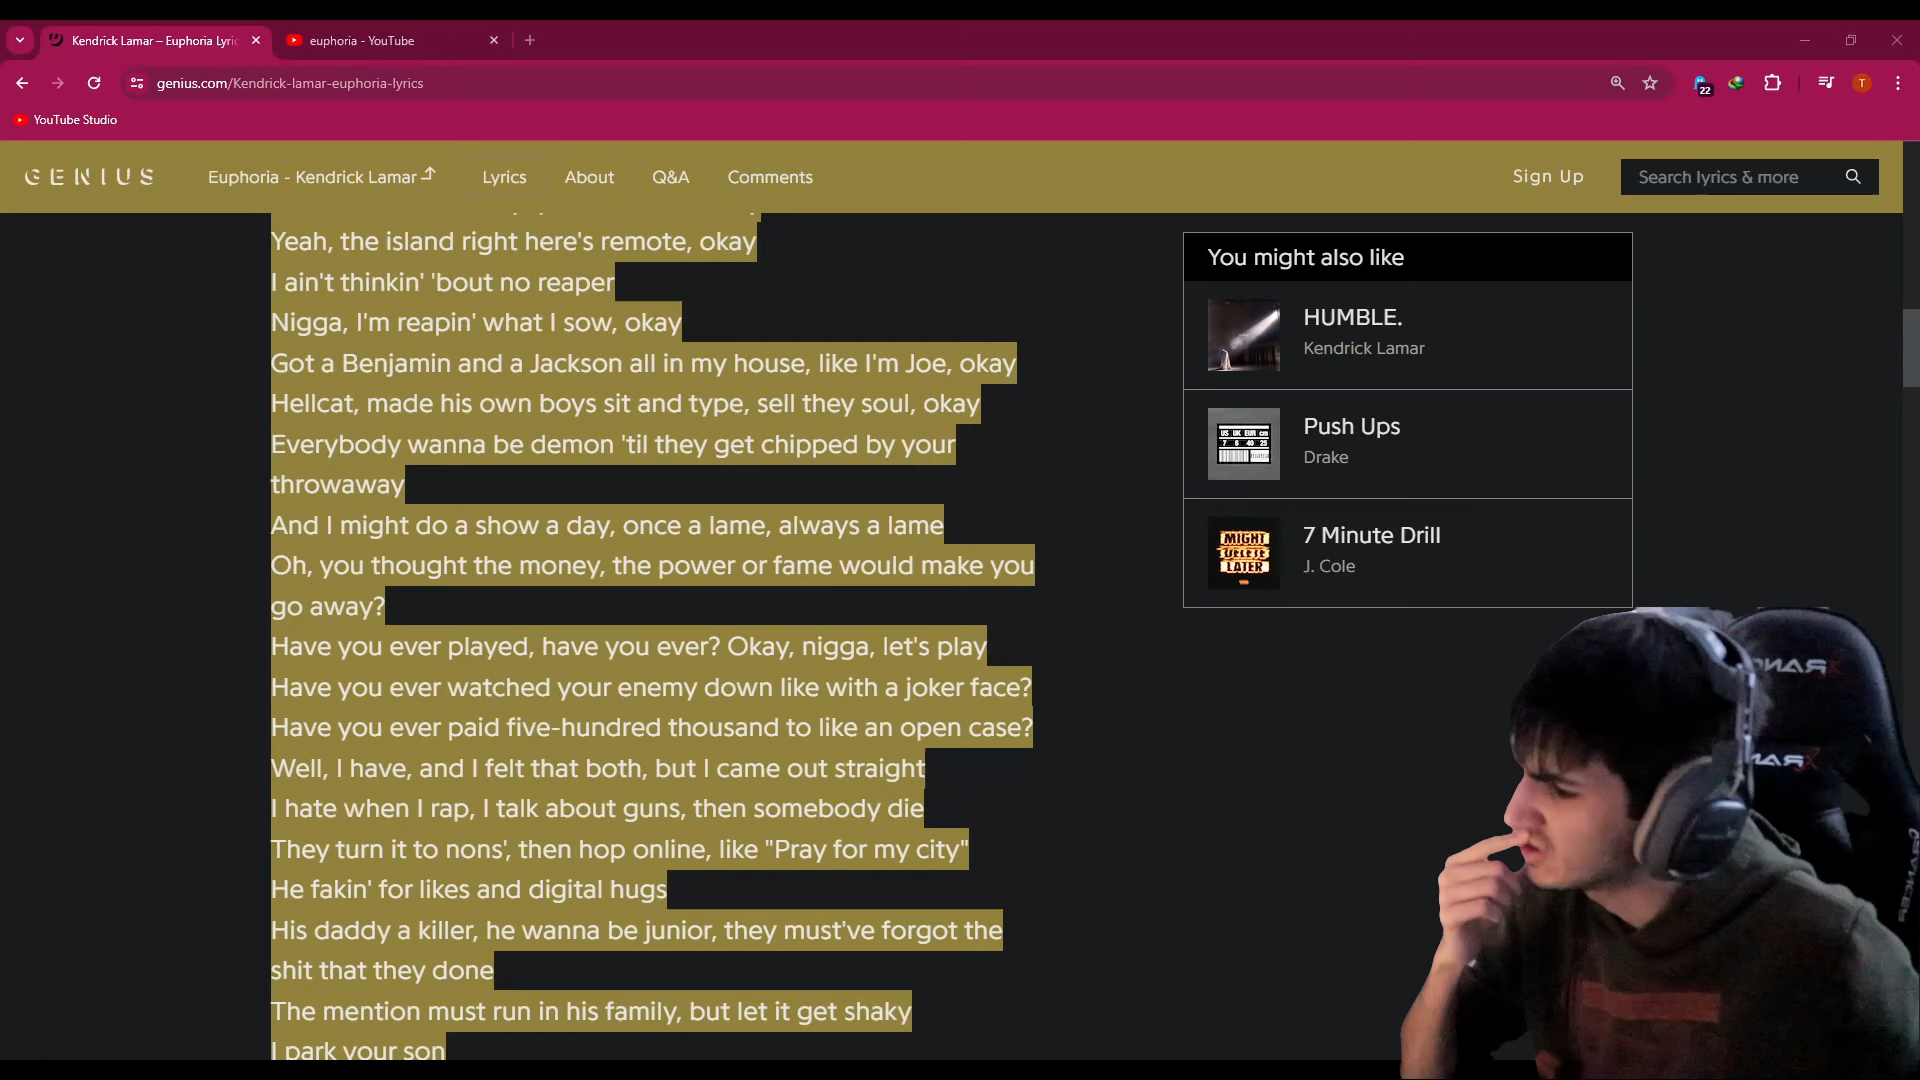 Kendrick Lamar – Euphoria Lyric
euphoria - YouTube
genius.com/Kendrick-lamar-euphoria-lyrics
22
T
YouTube Studio
GENIUS
Euphoria - Kendrick Lamar
Lyrics
About
Q&A
Comments
Sign Up
Search lyrics & more
Yeah, the island right here's remote, okay
I ain't thinkin' 'bout no reaper
Nigga, I'm reapin' what I sow, okay
Got a Benjamin and a Jackson all in my house, like I'm Joe, okay
Hellcat, made his own boys sit and type, sell they soul, okay
Everybody wanna be demon 'til they get chipped by your
throwaway
And I might do a show a day, once a lame, always a lame
Oh, you thought the money, the power or fame would make you
go away?
Have you ever played, have you ever? Okay, nigga, let's play
Have you ever watched your enemy down like with a joker face?
Have you ever paid five-hundred thousand to like an open case?
Well, I have, and I felt that both, but I came out straight
I hate when I rap, I talk about guns, then somebody die
They turn it to nons', then hop online, like "Pray for my city"
He fakin' for likes and digital hugs
His daddy a killer, he wanna be junior, they must've forgot the
shit that they done
The mention must run in his family, but let it get shaky
I park your son
You might also like
HUMBLE.
Kendrick Lamar
Push Ups
Drake
MIGHT
DELETE
LATER
7 Minute Drill
J. Cole